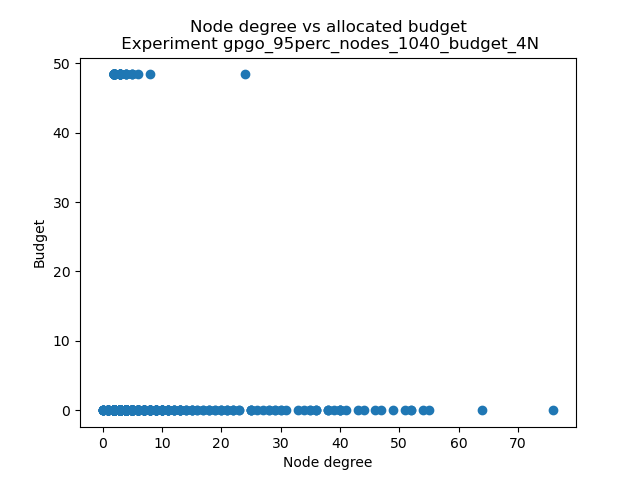 Node degree vs allocated budget
Experiment gpgo_95perc_nodes_1040_budget_4N
50
40
30
20
10
0
Budget
0 10 20 30 40 50 60 70
Node degree